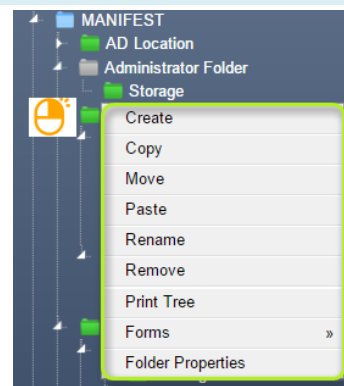 MANIFEST
AD Location
Administrator Folder
Storage
Create
Copy
Move
Paste
Rename
Remove
Print Tree
Forms »
Folder Properties